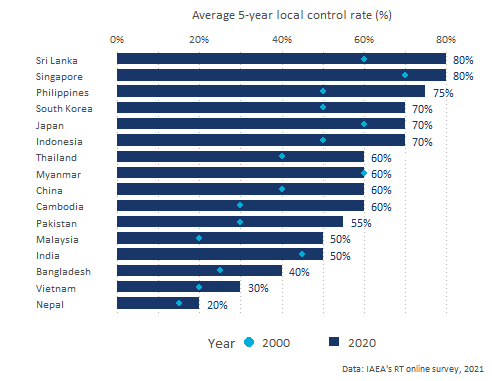 Average 5-year local control rate (%)
0% 20% 40% 60% 80%
Sri Lanka 80%
Singapore 80%
Philippines 75%
South Korea 70%
Japan 70%
Indonesia 70%
Thailand 60%
Myanmar 60%
China 60%
Cambodia 60%
Pakistan 55%
Malaysia 50%
India 50%
Bangladesh 40%
Vietnam 30%
Nepal 20%
Year 2000 2020
Data: IAEA's RT online survey, 2021